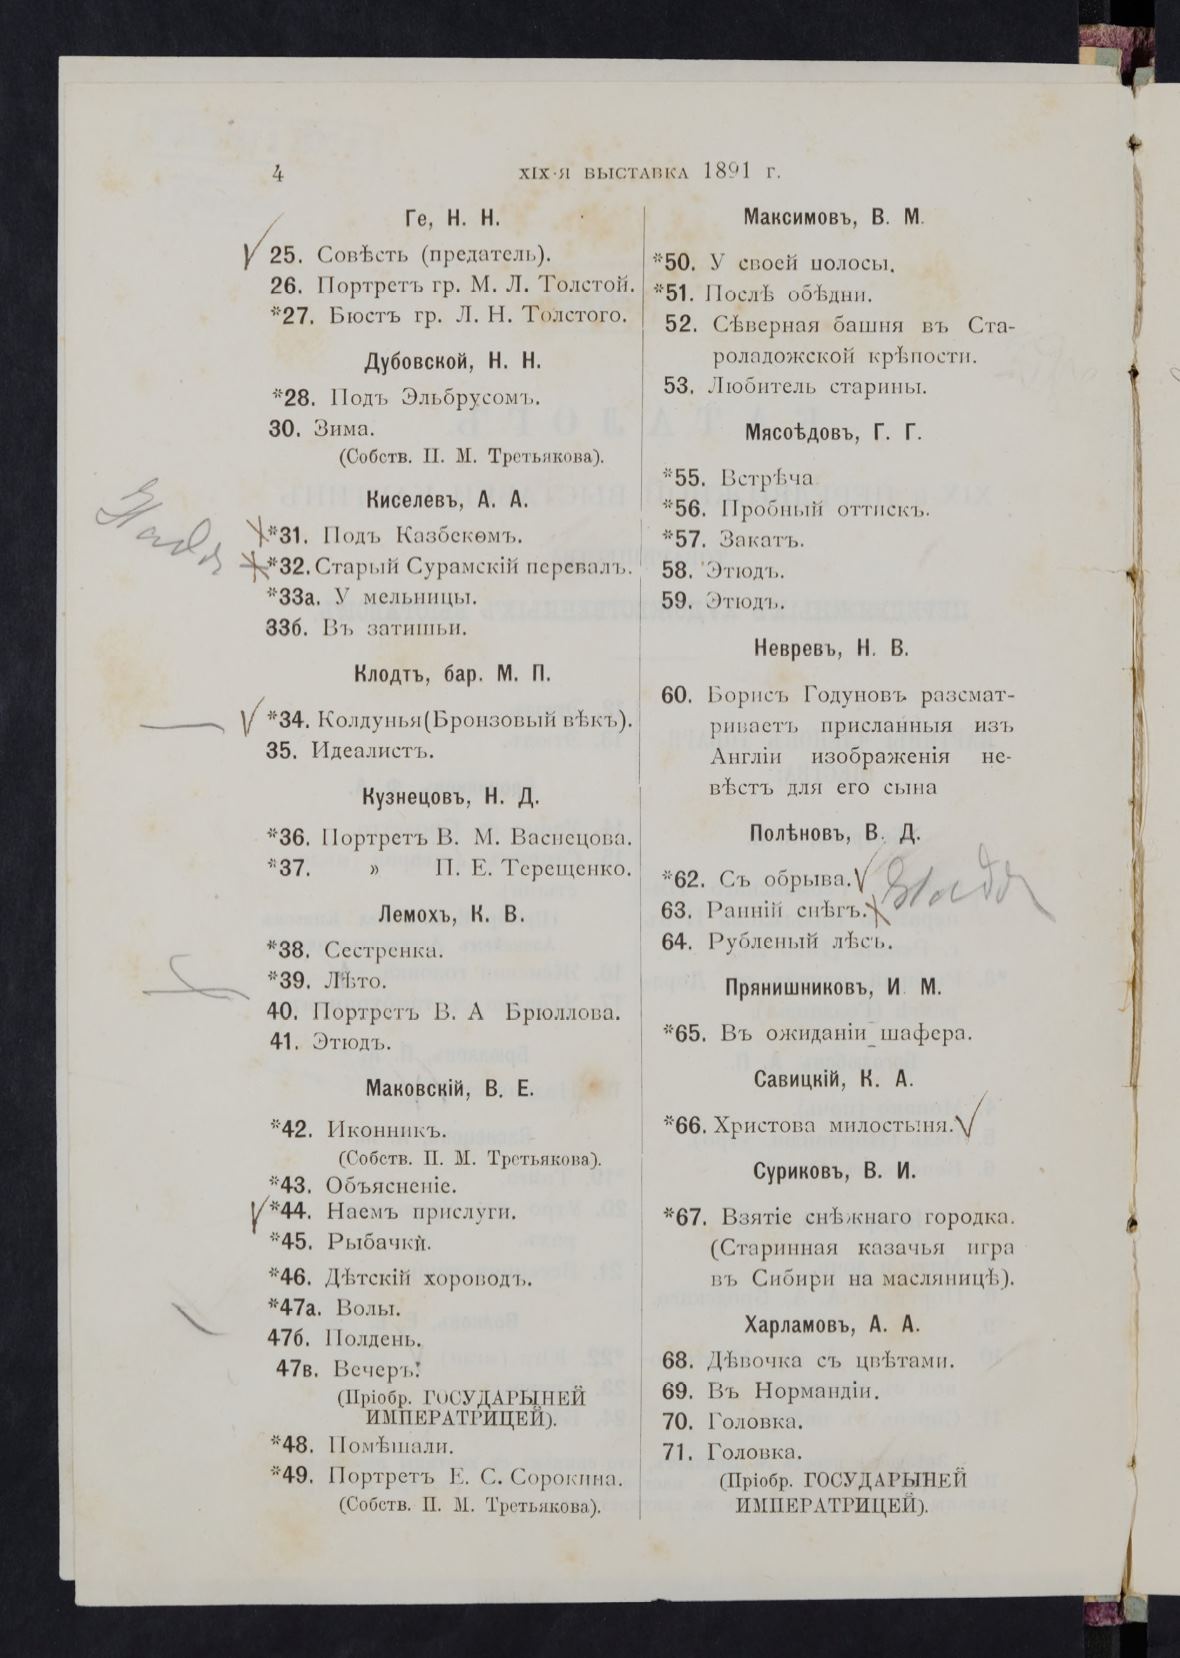 4
XIX-Я ВЫСТАВКА 1891 г.
Ге, Н. Н.
25. Совѣсть (предатель).
26. Портретъ гр. М. Л. Толстой.
*27. Бюстъ гр. Л. Н. Толстого.
Дубовской, Н. Н.
*28. Подъ Эльбрусомъ.
30. Зима.
(Собств. П. М. Третьякова).
Киселевъ, А. А.
*31. Подъ Казбекомъ.
*32. Старый Сурамскій перевалъ.
*33а. У мельницы.
33б. Въ затишьи.
Клодтъ, бар. М. П.
*34. Колдунья (Бронзовый вѣкъ).
35. Идеалистъ.
Кузнецовъ, Н. Д.
*36. Портретъ В. М. Васнецова.
*37. » П. Е. Терещенко.
Лемохъ, К. В.
*38. Сестренка.
*39. Лѣто.
40. Портретъ В. А Брюллова.
41. Этюдъ.
Маковскій, В. Е.
*42. Иконникъ.
(Собств. П. М. Третьякова).
*43. Объясненіе.
*44. Наемъ прислуги.
*45. Рыбачки.
*46. Дѣтскій хороводъ.
*47а. Волы.
47б. Полдень.
47в. Вечеръ.
(Пріобр. ГОСУДАРЫНЕЙ
ИМПЕРАТРИЦЕЙ).
*48. Помѣшали.
*49. Портретъ Е. С. Сорокина.
(Собств. П. М. Третьякова).
Максимовъ, В. М.
*50. У своей полосы.
*51. Послѣ обѣдни.
52. Сѣверная башня въ Ста-
роладожской крѣпости.
53. Любитель старины.
Мясоѣдовъ, Г. Г.
*55. Встрѣча
*56. Пробный оттискъ.
*57. Закатъ.
58. Этюдъ.
59. Этюдъ.
Невревъ, Н. В.
60. Борисъ Годуновъ разсмат-
риваетъ присланныя изъ
Англіи изображенія не-
вѣстъ для его сына
Полѣновъ, В. Д.
*62. Съ обрыва.
63. Ранній снѣгъ.
64. Рубленый лѣсъ.
Прянишниковъ, И М.
*65. Въ ожиданіи шафера.
Савицкій, К. А.
*66. Христова милостыня.
Суриковъ, В. И.
*67. Взятіе снѣжнаго городка.
(Старинная казачья игра
въ Сибири на масляницѣ).
Харламовъ, А. А.
68. Дѣвочка съ цвѣтами.
69. Въ Нормандіи.
70. Головка.
71. Головка.
(Пріобр. ГОСУДАРЫНЕЙ
ИМПЕРАТРИЦЕЙ).